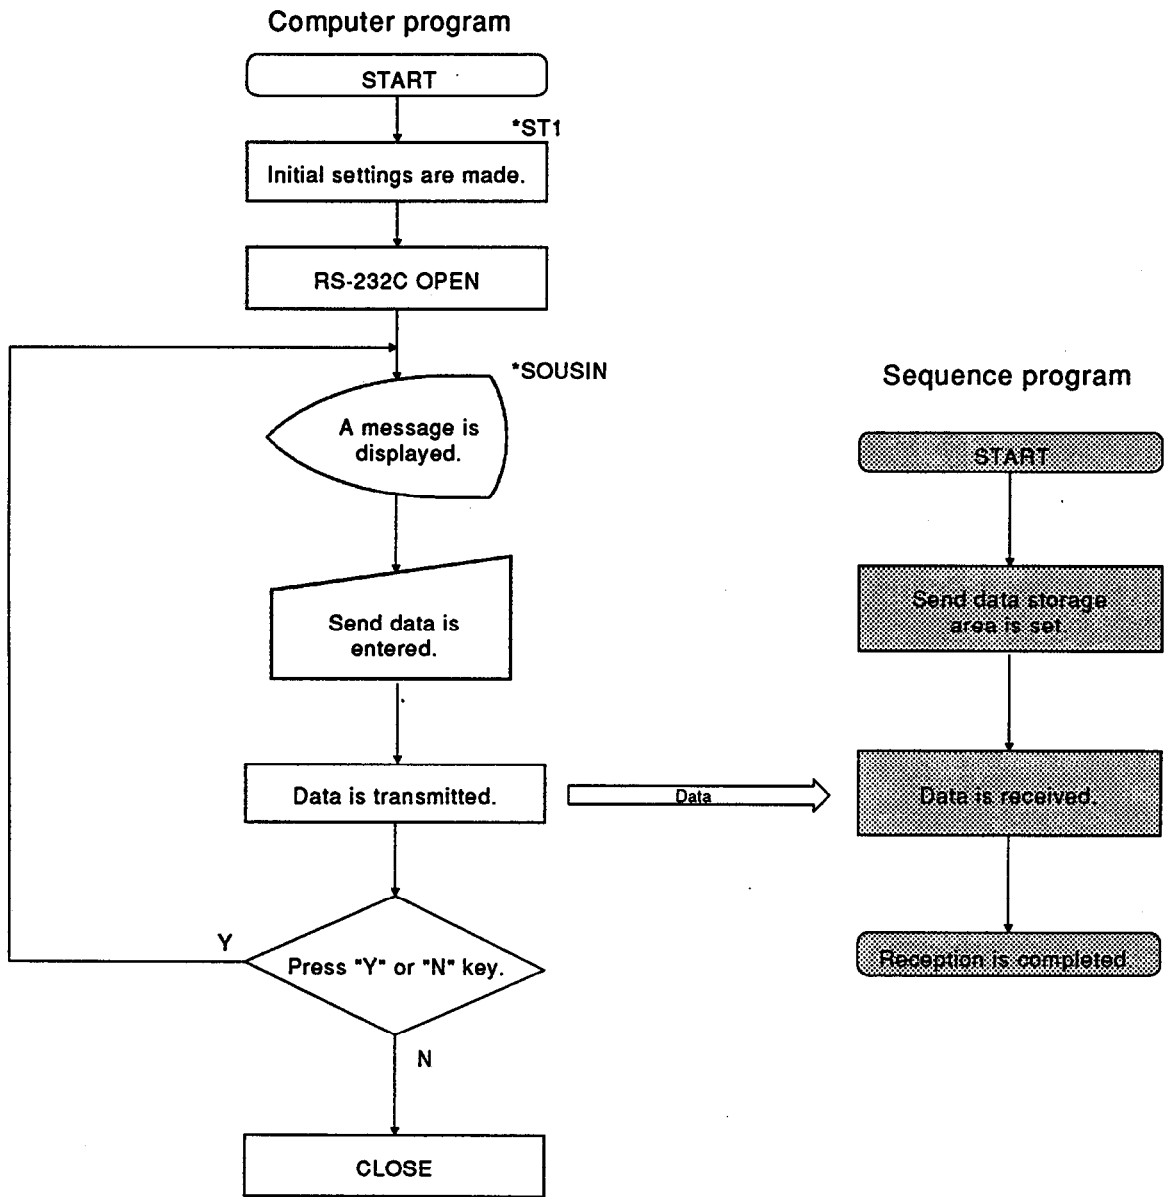 Computer program
START
*ST1
Initial settings are made.
RS-232C OPEN
*SOUSIN
A message is
displayed.
Send data is
entered.
Data is transmitted.
Data
Y
Press "Y" or "N" key.
N
CLOSE
Sequence program
START
Send data storage
area is set.
Data is received.
Reception is completed